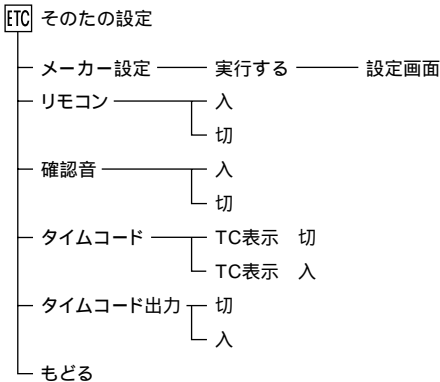 ETC そのたの設定
メーカー設定 実行する 設定画面
リモコン 入
切
確認音 入
切
タイムコード TC表示　切
TC表示　入
タイムコード出力 切
入
もどる